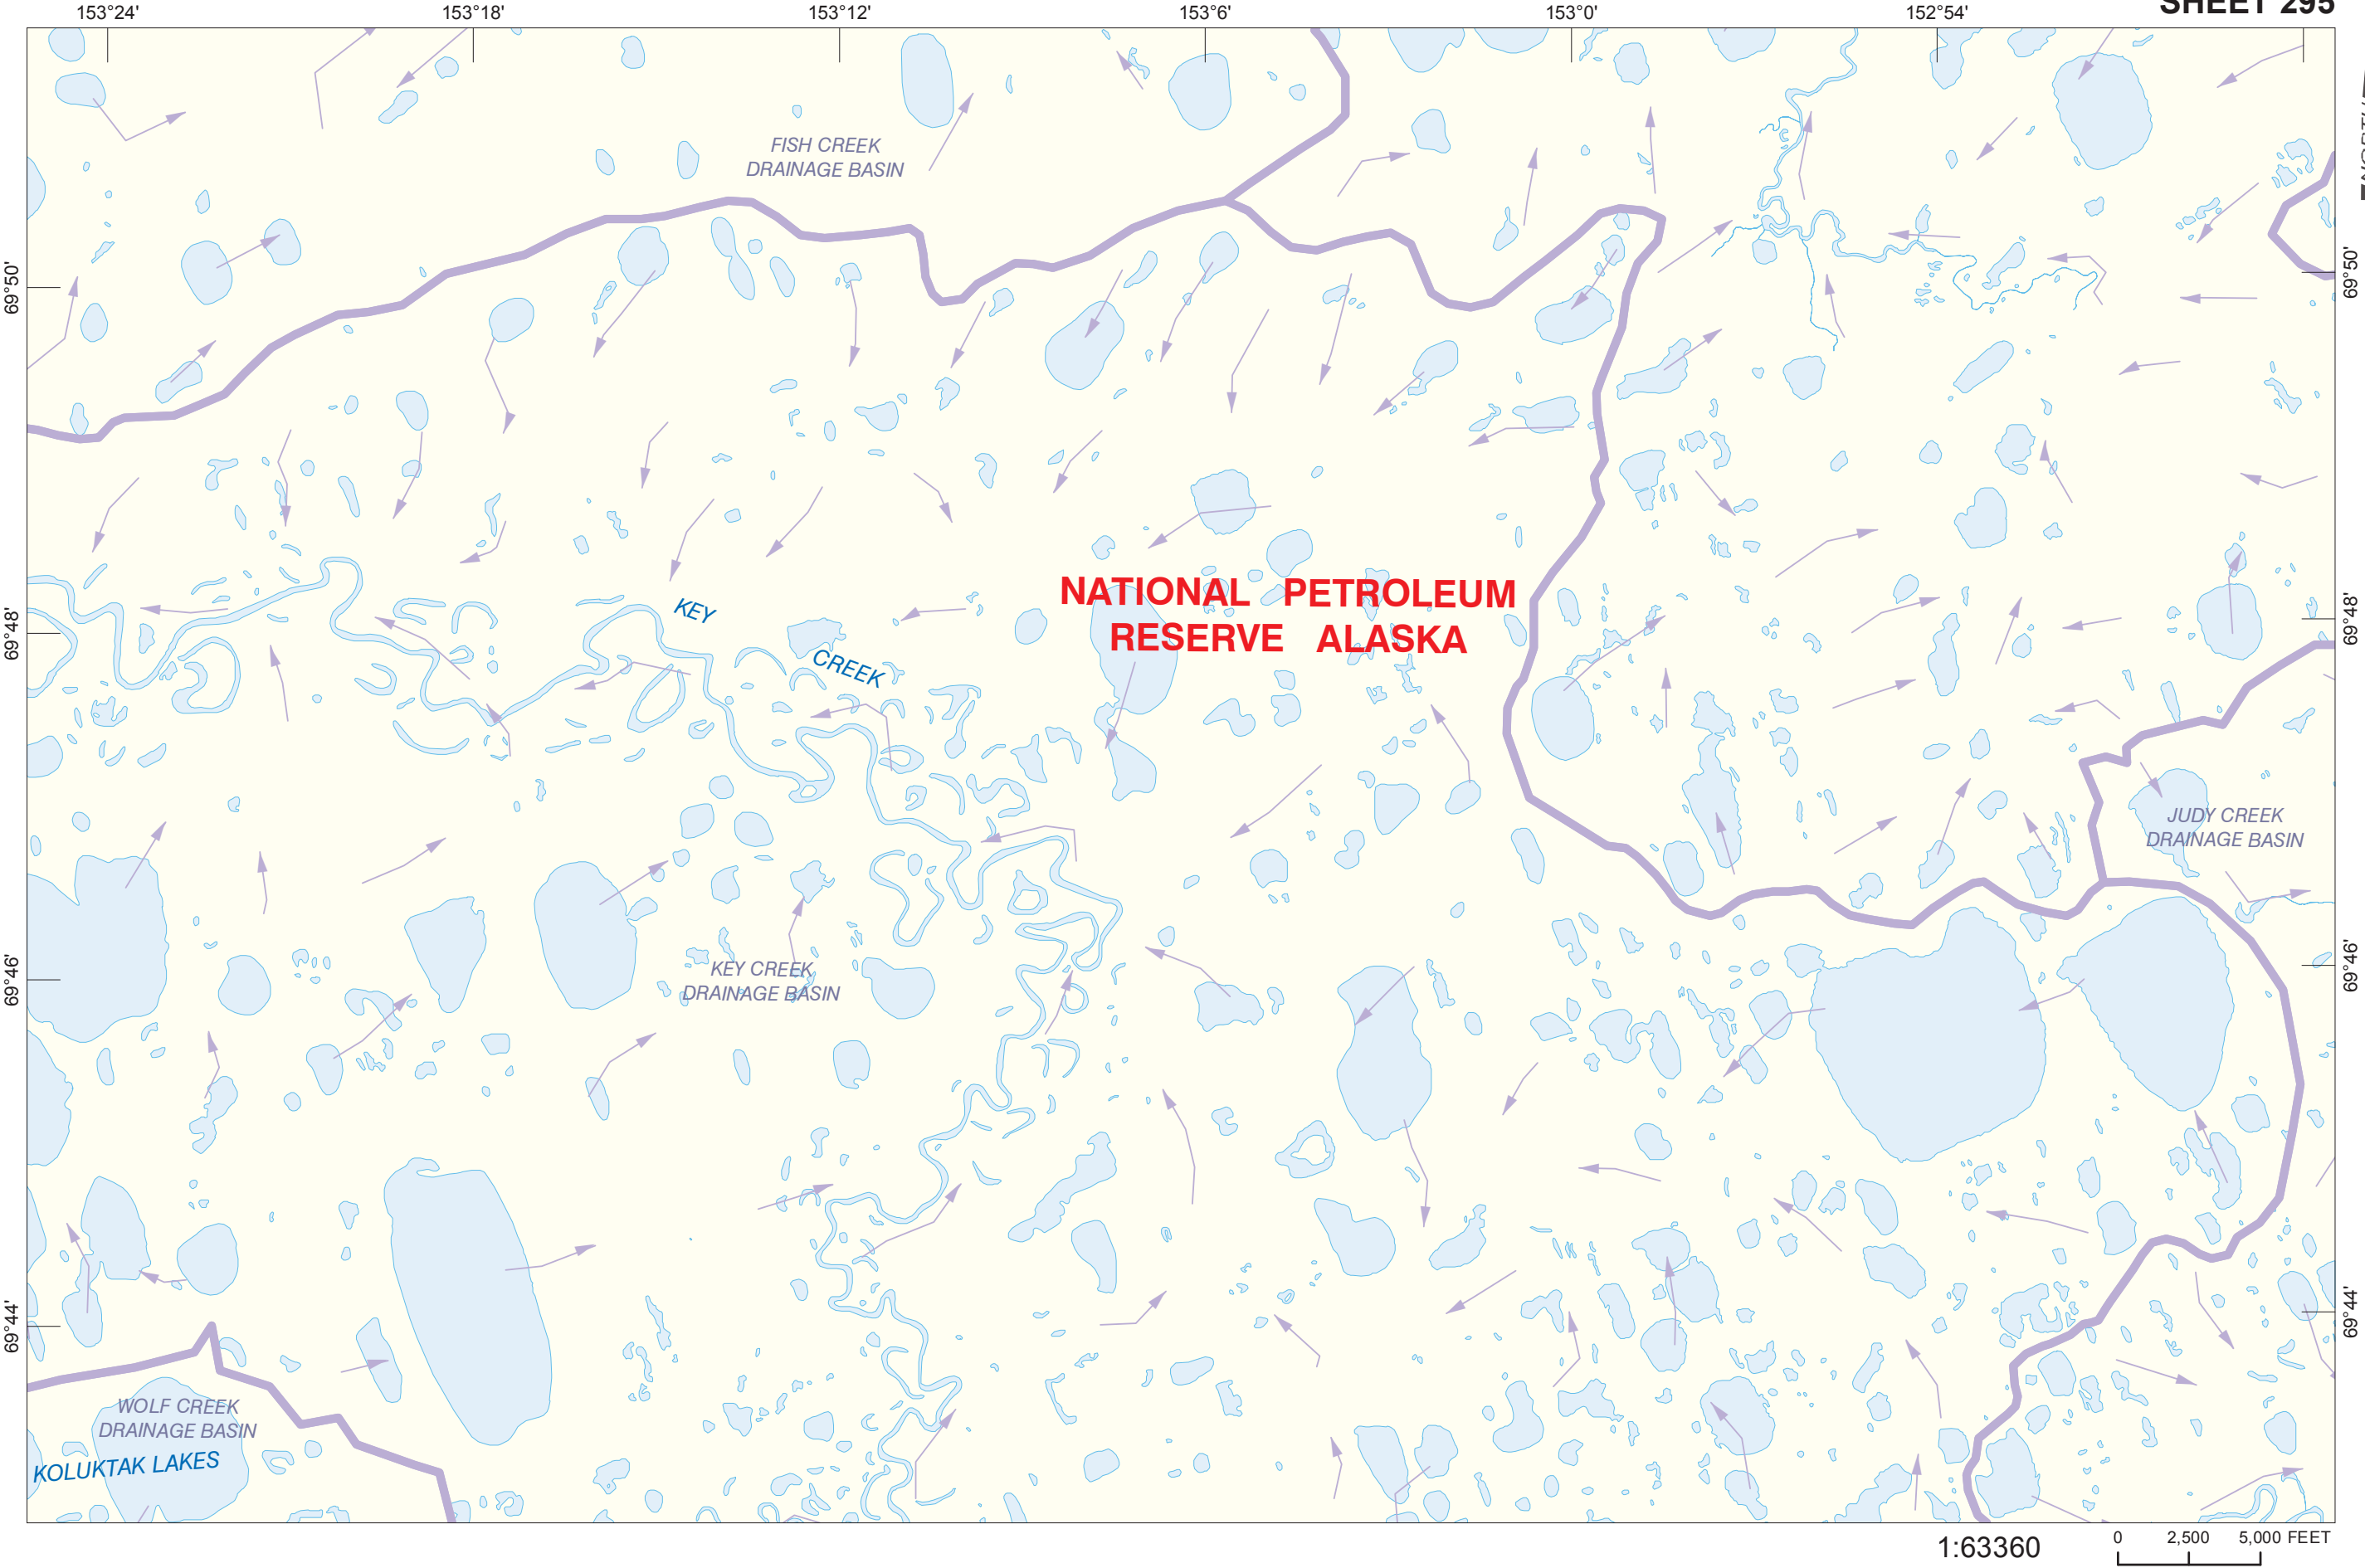 153°24'
153°18'
153°12'
153°6'
153°0'
152°54'
SHEET 295
FISH CREEK
DRAINAGE BASIN
69°50'
69°50'
NATIONAL PETROLEUM
RESERVE ALASKA
KEY
CREEK
69°48'
69°48'
JUDY CREEK
DRAINAGE BASIN
KEY CREEK
DRAINAGE BASIN
69°46'
69°46'
69°44'
69°44'
WOLF CREEK
DRAINAGE BASIN
KOLUKTAK LAKES
1:63360
0 2,500 5,000 FEET